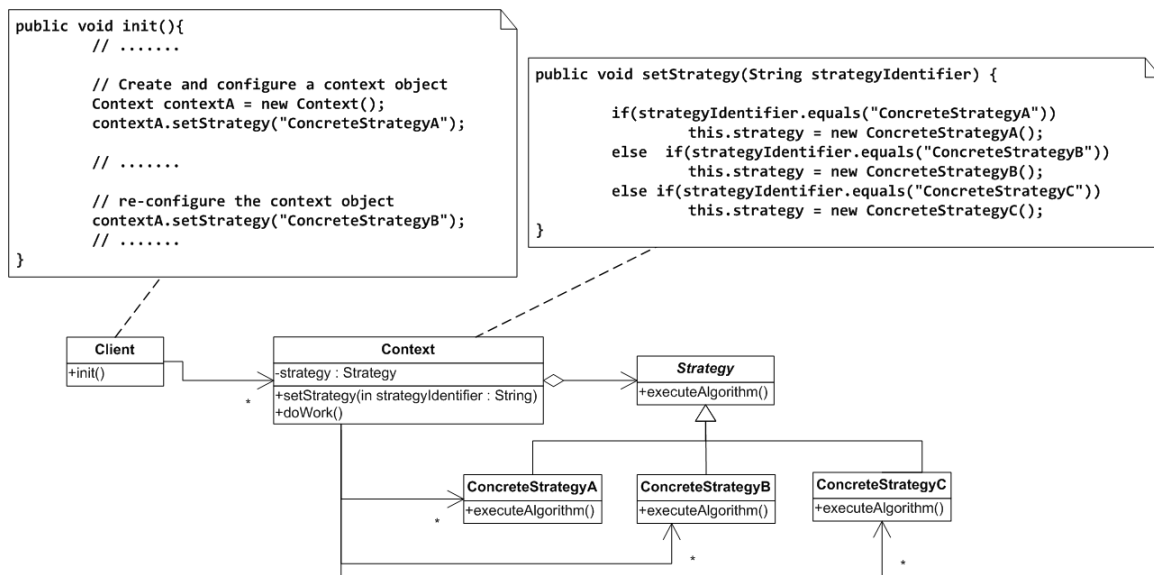 public void init(){
// .......
// Create and configure a context object
Context contextA = new Context();
contextA.setStrategy("ConcreteStrategyA");
// .......
// re-configure the context object
contextA.setStrategy("ConcreteStrategyB");
// .......
}
public void setStrategy(String strategyIdentifier) {
if(strategyIdentifier.equals("ConcreteStrategyA"))
this.strategy = new ConcreteStrategyA();
else  if(strategyIdentifier.equals("ConcreteStrategyB"))
this.strategy = new ConcreteStrategyB();
else if(strategyIdentifier.equals("ConcreteStrategyC"))
this.strategy = new ConcreteStrategyC();
}
Client
+init()
*
Context
-strategy : Strategy
+setStrategy(in strategyIdentifier : String)
+doWork()
Strategy
+executeAlgorithm()
ConcreteStrategyA
+executeAlgorithm()
*
ConcreteStrategyB
+executeAlgorithm()
*
ConcreteStrategyC
+executeAlgorithm()
*